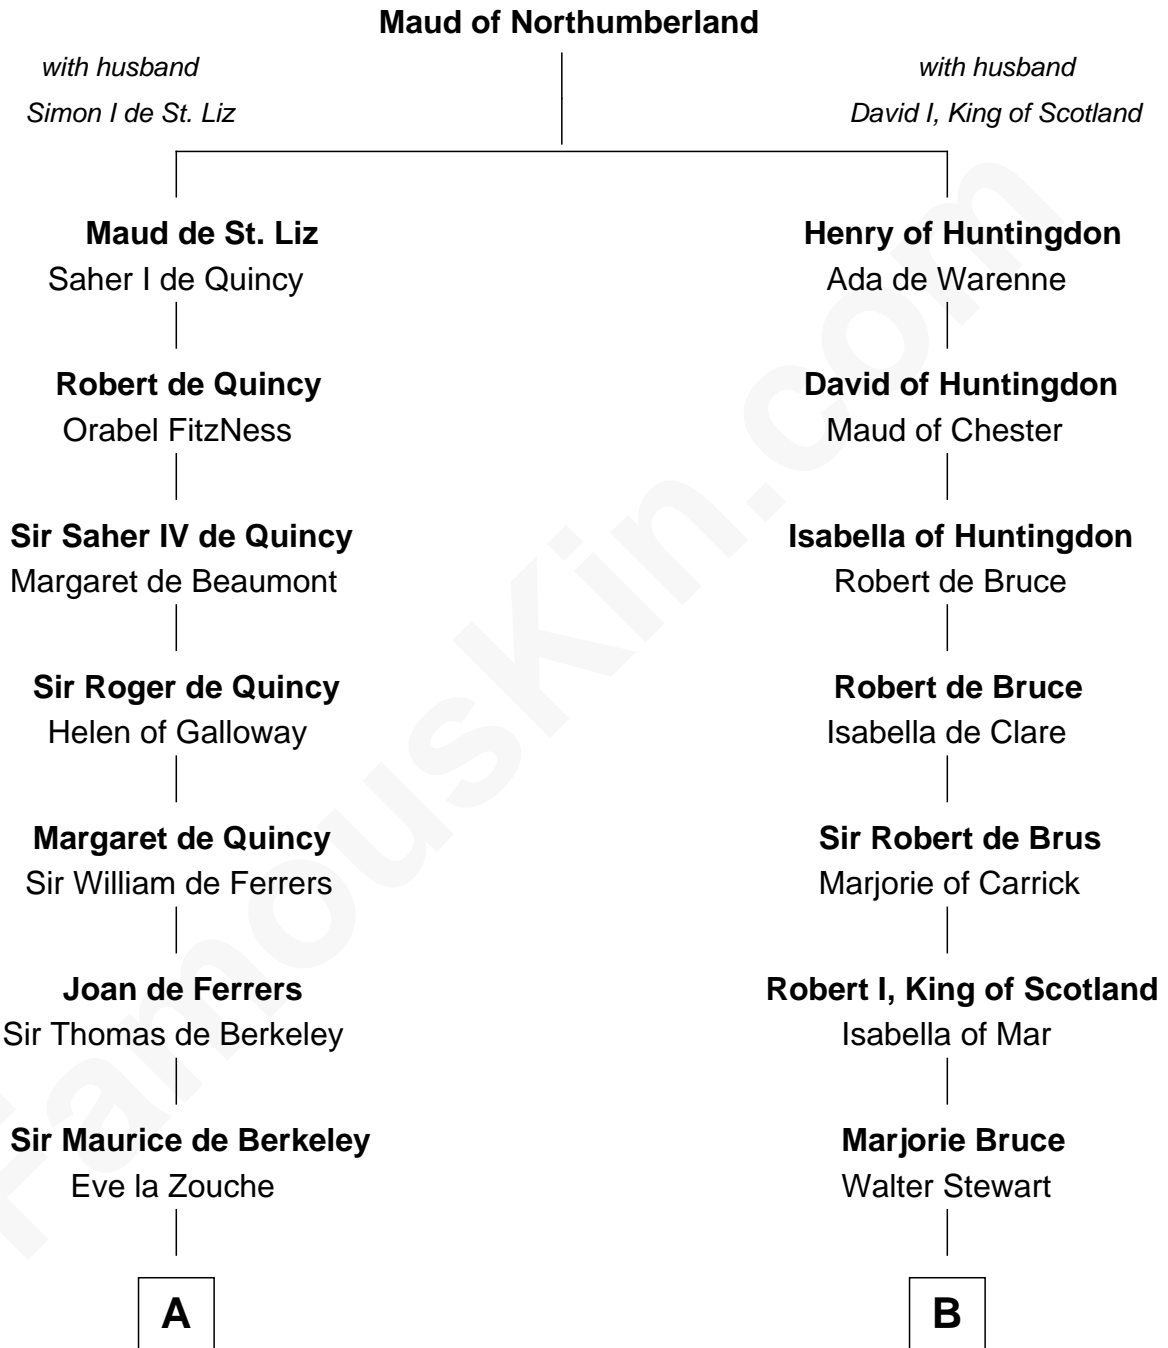 Maud of Northumberland
with husband
Simon I de St. Liz
with husband
David I, King of Scotland
Maud de St. Liz
Saher I de Quincy
Henry of Huntingdon
Ada de Warenne
Robert de Quincy
Orabel FitzNess
David of Huntingdon
Maud of Chester
Sir Saher IV de Quincy
Margaret de Beaumont
Isabella of Huntingdon
Robert de Bruce
Sir Roger de Quincy
Helen of Galloway
Robert de Bruce
Isabella de Clare
Margaret de Quincy
Sir William de Ferrers
Sir Robert de Brus
Marjorie of Carrick
Joan de Ferrers
Sir Thomas de Berkeley
Robert I, King of Scotland
Isabella of Mar
Sir Maurice de Berkeley
Eve la Zouche
Marjorie Bruce
Walter Stewart
A
B
FamousKin.com